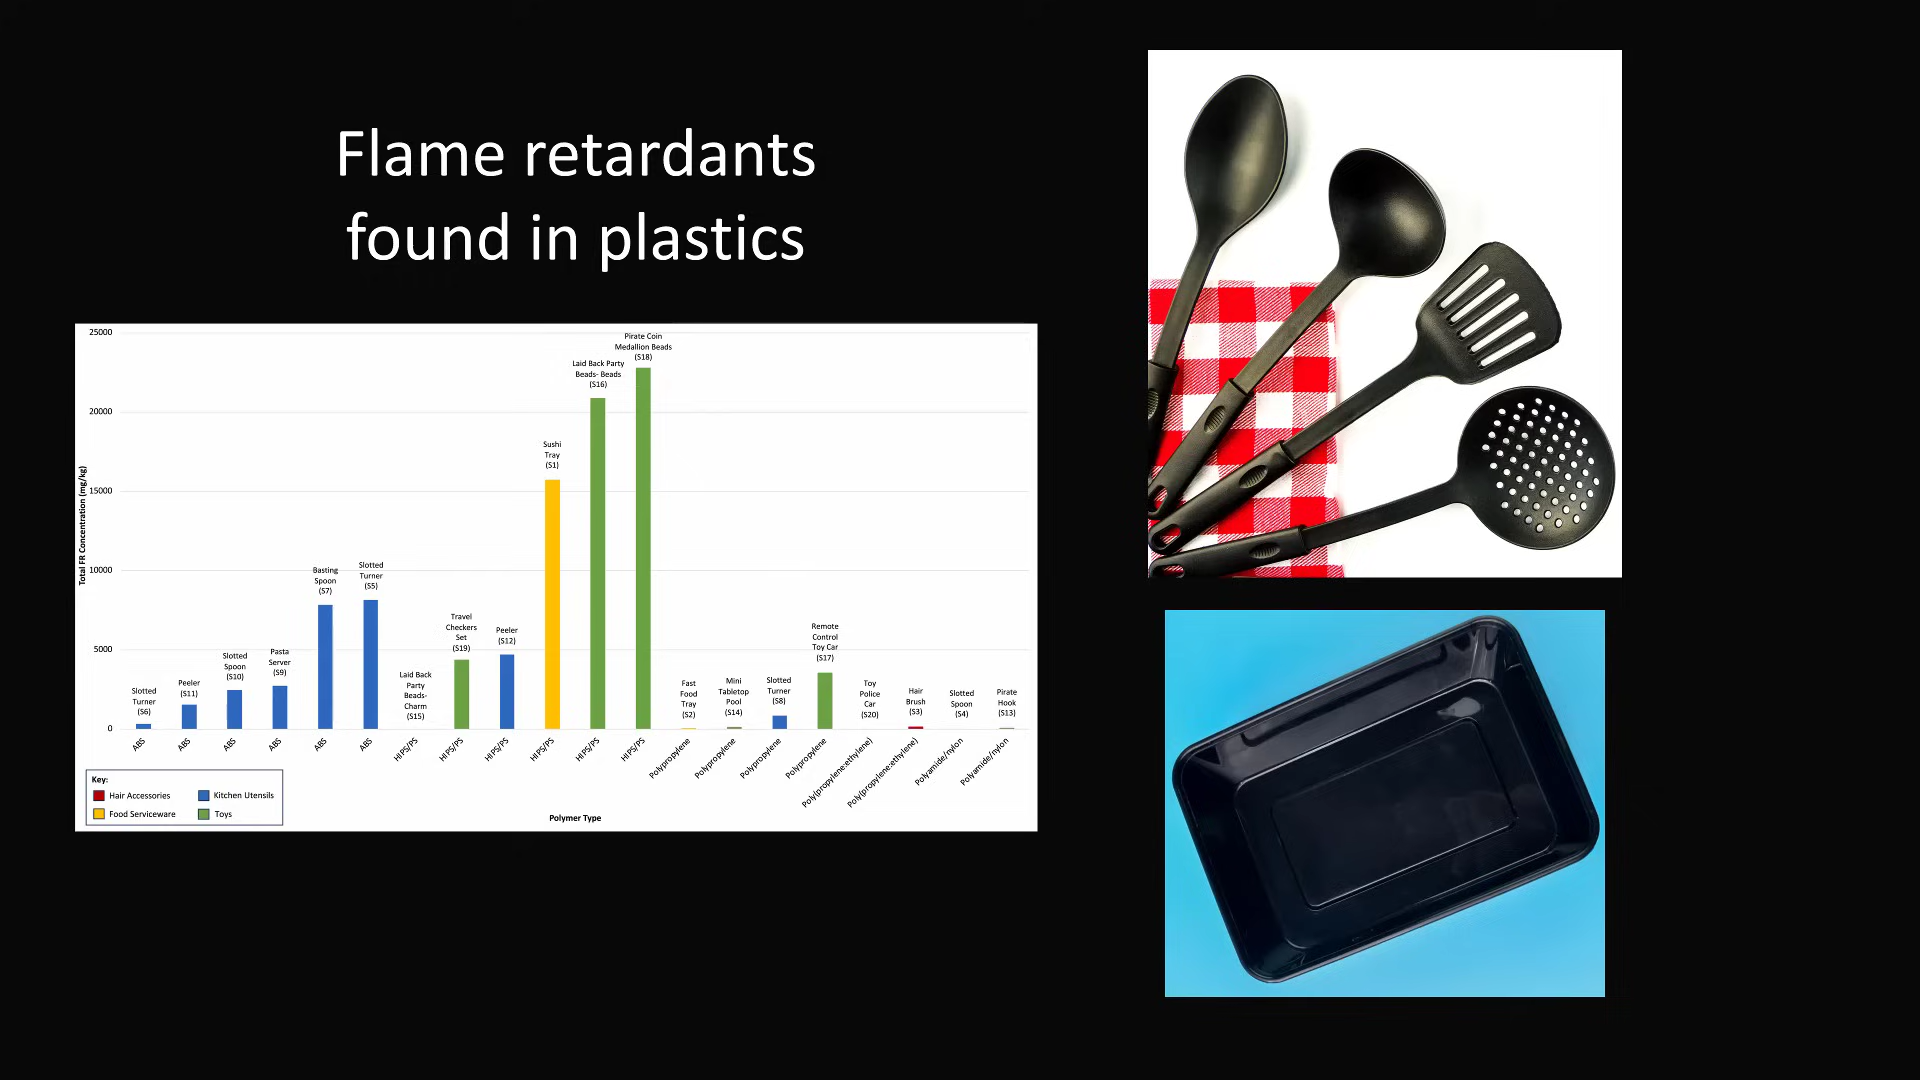 Flame retardants
found in plastics
Total FR Concentration (mg/kg)
25000
20000
15000
10000
5000
0
Slotted
Turner
(S6)
Peeler
(S11)
Slotted
Spoon
(S10)
Pasta
Server
(S9)
Basting
Spoon
(S7)
Slotted
Turner
(S5)
Laid Back
Party
Beads-
Charm
(S15)
Travel
Checkers
Set
(S19)
Peeler
(S12)
Sushi
Tray
(S1)
Laid Back Party
Beads- Beads
(S16)
Pirate Coin
Medallion Beads
(S18)
Fast
Food
Tray
(S2)
Mini
Tabletop
Pool
(S14)
Slotted
Turner
(S8)
Remote
Control
Toy Car
(S17)
Toy
Police
Car
(S20)
Hair
Brush
(S3)
Slotted
Spoon
(S4)
Pirate
Hook
(S13)
ABS
ABS
ABS
ABS
ABS
ABS
HIPS/PS
HIPS/PS
HIPS/PS
HIPS/PS
HIPS/PS
HIPS/PS
Polypropylene
Polypropylene
Polypropylene
Polypropylene
Poly(propylene:ethylene)
Poly(propylene:ethylene)
Polyamide/nylon
Polyamide/nylon
Polymer Type
Key:
Hair Accessories
Kitchen Utensils
Food Serviceware
Toys